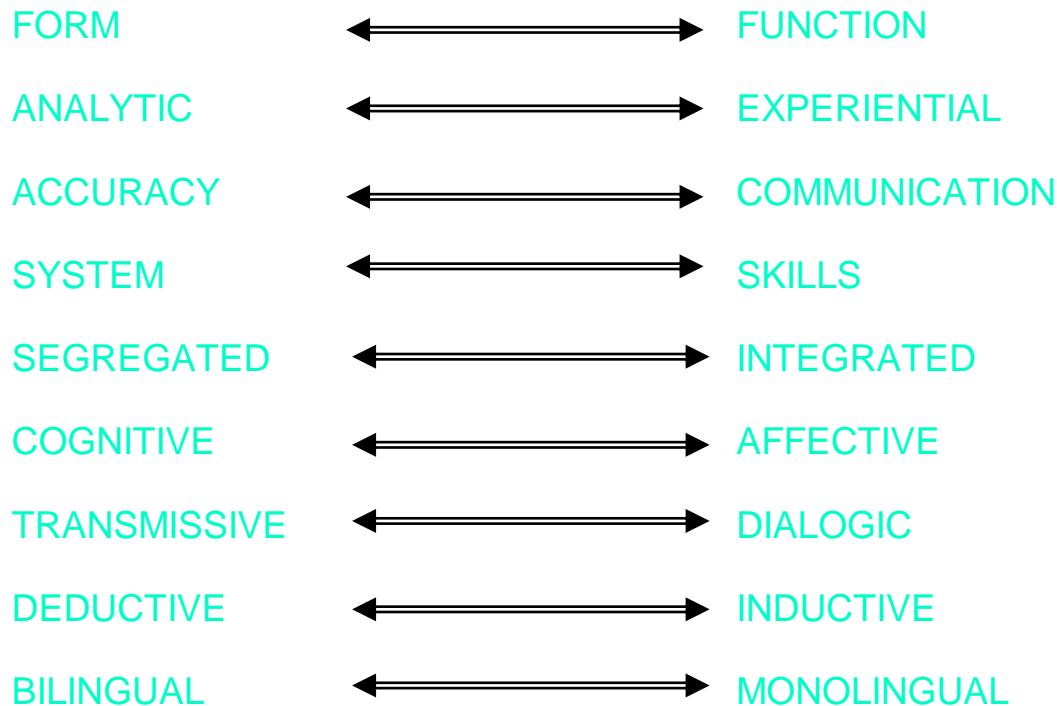 FORM FUNCTION
ANALYTIC EXPERIENTIAL
ACCURACY COMMUNICATION
SYSTEM SKILLS
SEGREGATED INTEGRATED
COGNITIVE AFFECTIVE
TRANSMISSIVE DIALOGIC
DEDUCTIVE INDUCTIVE
BILINGUAL MONOLINGUAL